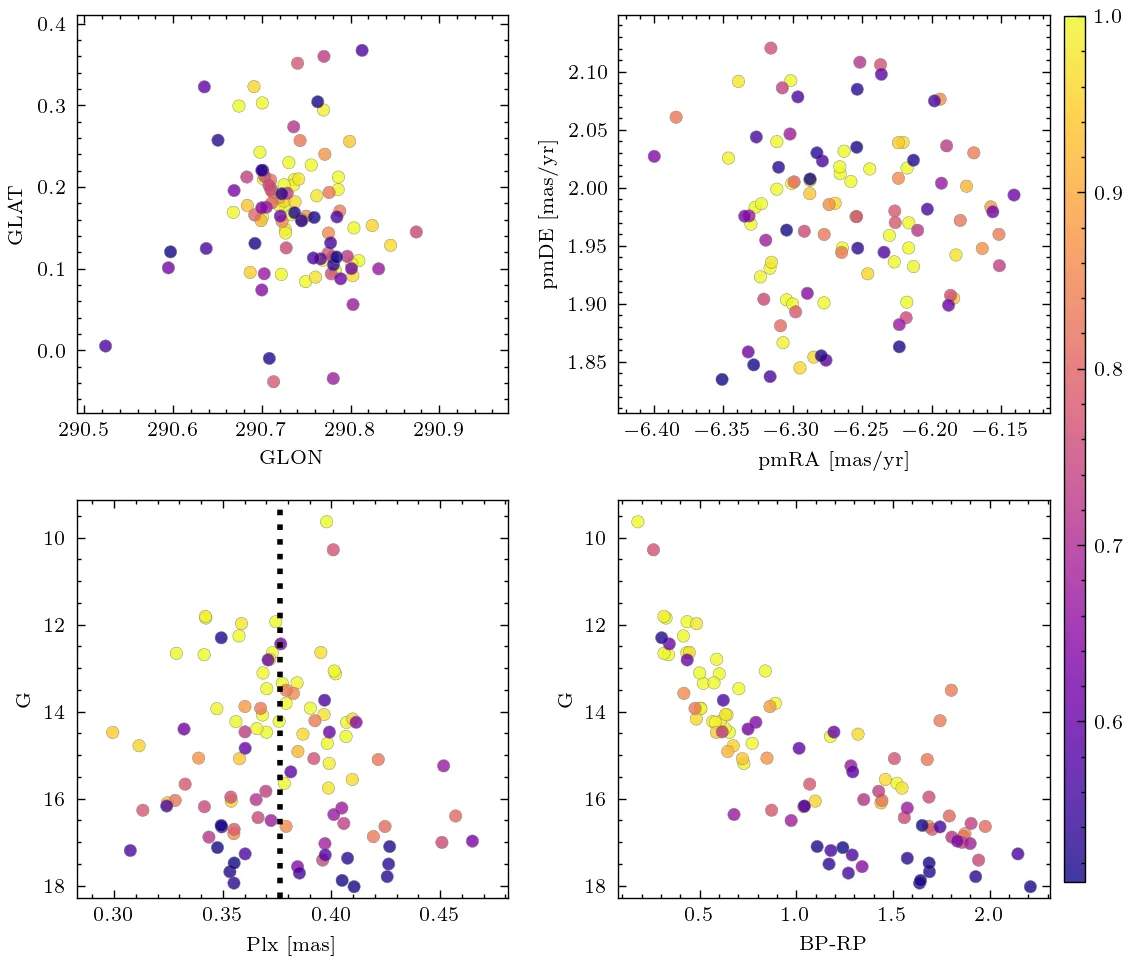 0.4
0.3
0.2
0.1
0.0
GLAT
290.5 290.6 290.7 290.8 290.9
GLON
2.10
2.05
2.00
1.95
1.90
1.85
pmDE [mas/yr]
−6.40 −6.35 −6.30 −6.25 −6.20 −6.15
pmRA [mas/yr]
1.0
0.9
0.8
0.7
0.6
10
12
14
16
18
G
0.30 0.35 0.40 0.45
Plx [mas]
10
12
14
16
18
G
0.5 1.0 1.5 2.0
BP-RP